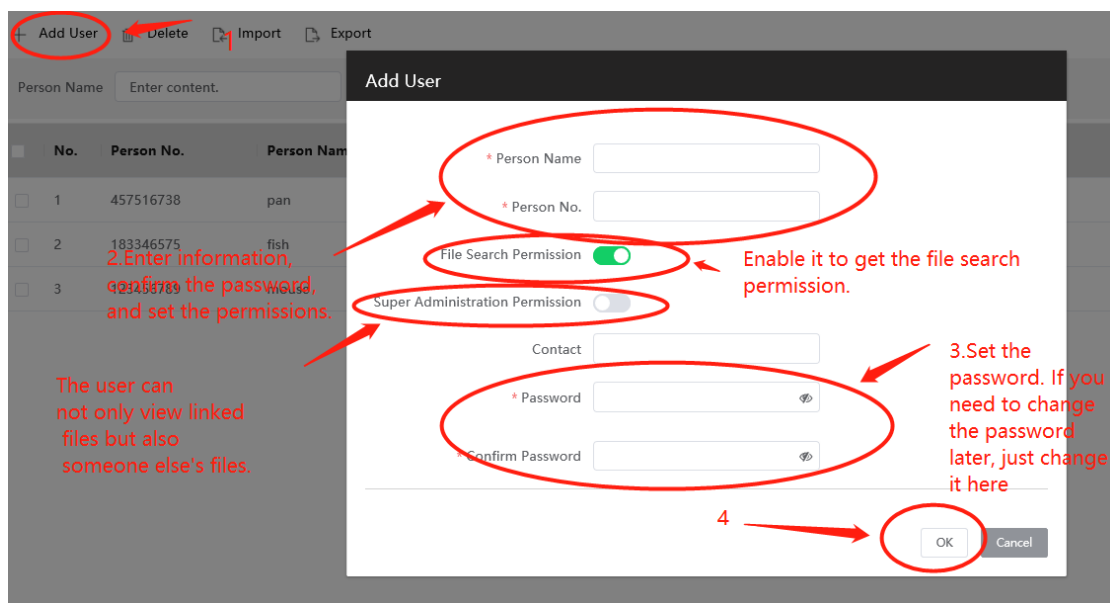 Add User
Delete
Import
Export
1
Person Name
Enter content.
No.
Person No.
Person Nam
1
457516738
pan
2
183346575
fish
3
123456789
mouse
2.Enter information,
confirm the password,
and set the permissions.
The user can
not only view linked
files but also
someone else's files.
Add User
* Person Name
* Person No.
File Search Permission
Enable it to get the file search
permission.
Super Administration Permission
Contact
* Password
* Confirm Password
3.Set the
password. If you
need to change
the password
later, just change
it here
4
OK
Cancel